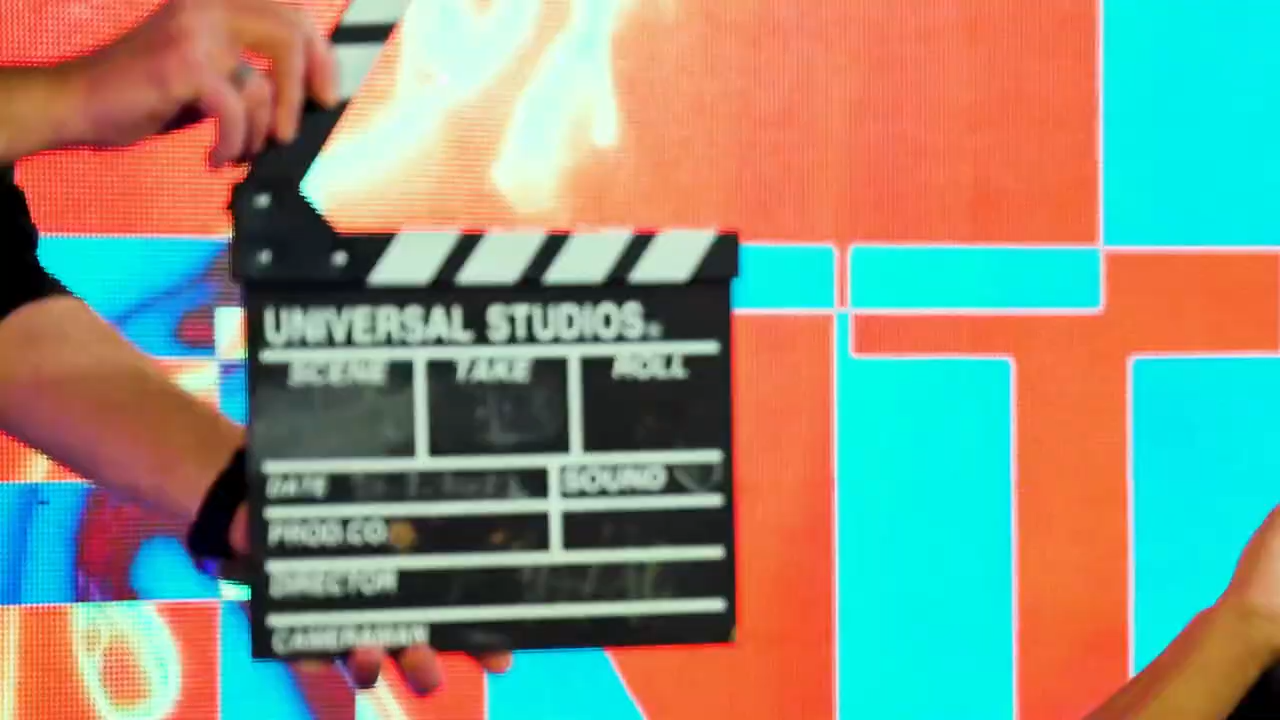 UNIVERSAL STUDIOS
SCENE TAKE ROLL
DATE SOUND
PROD.CO.
DIRECTOR
CAMERAMAN